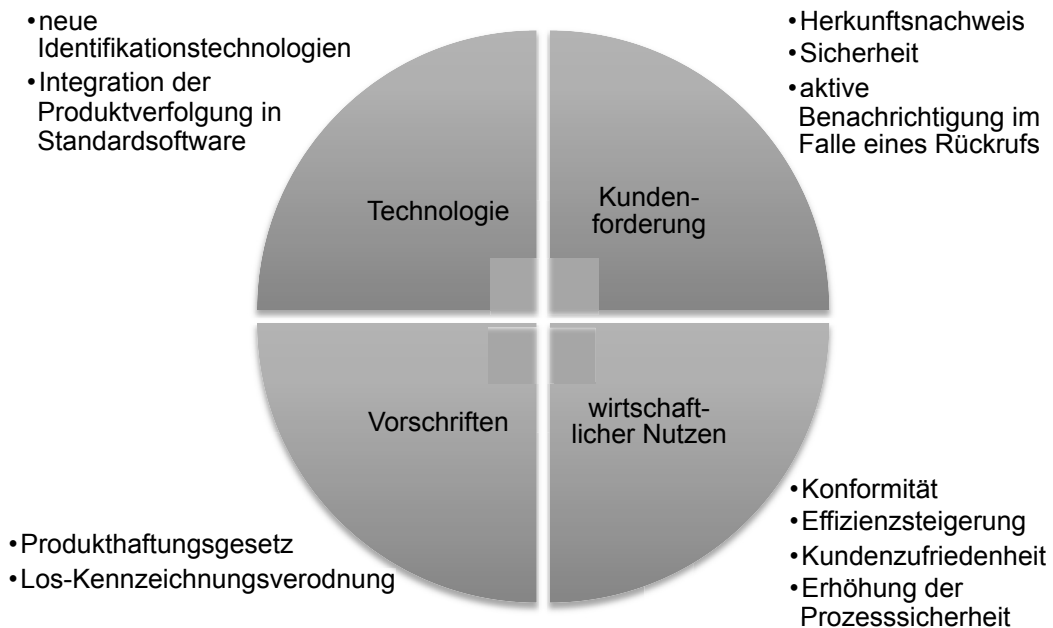 •neue
Identifikationstechnologien
•Integration der
Produktverfolgung in
Standardsoftware
•Herkunftsnachweis
•Sicherheit
•aktive
Benachrichtigung im
Falle eines Rückrufs
Technologie
Kunden-
forderung
Vorschriften
wirtschaft-
licher Nutzen
•Produkthaftungsgesetz
•Los-Kennzeichnungsverodnung
•Konformität
•Effizienzsteigerung
•Kundenzufriedenheit
•Erhöhung der
Prozesssicherheit